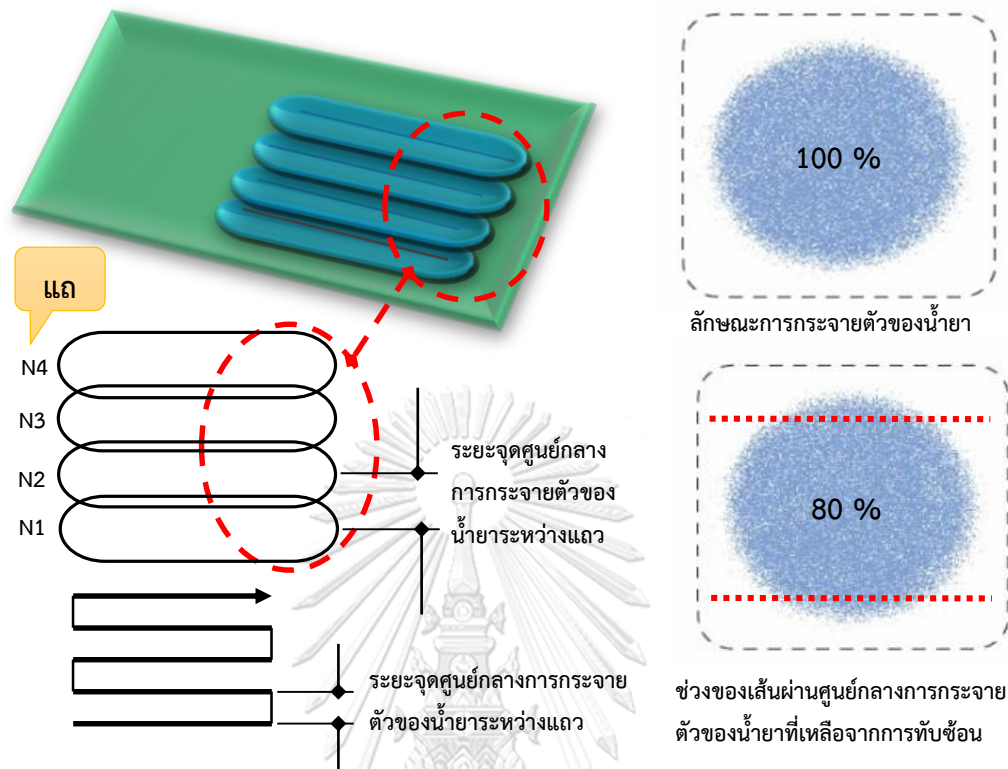 100 %
ลักษณะการกระจายตัวของน้ำยา
แถ
N4
N3
N2
N1
ระยะจุดศูนย์กลาง
การกระจายตัวของ
น้ำยาระหว่างแถว
80 %
ระยะจุดศูนย์กลางการกระจาย
ตัวของน้ำยาระหว่างแถว
ช่วงของเส้นผ่านศูนย์กลางการกระจาย
ตัวของน้ำยาที่เหลือจากการทับซ้อน